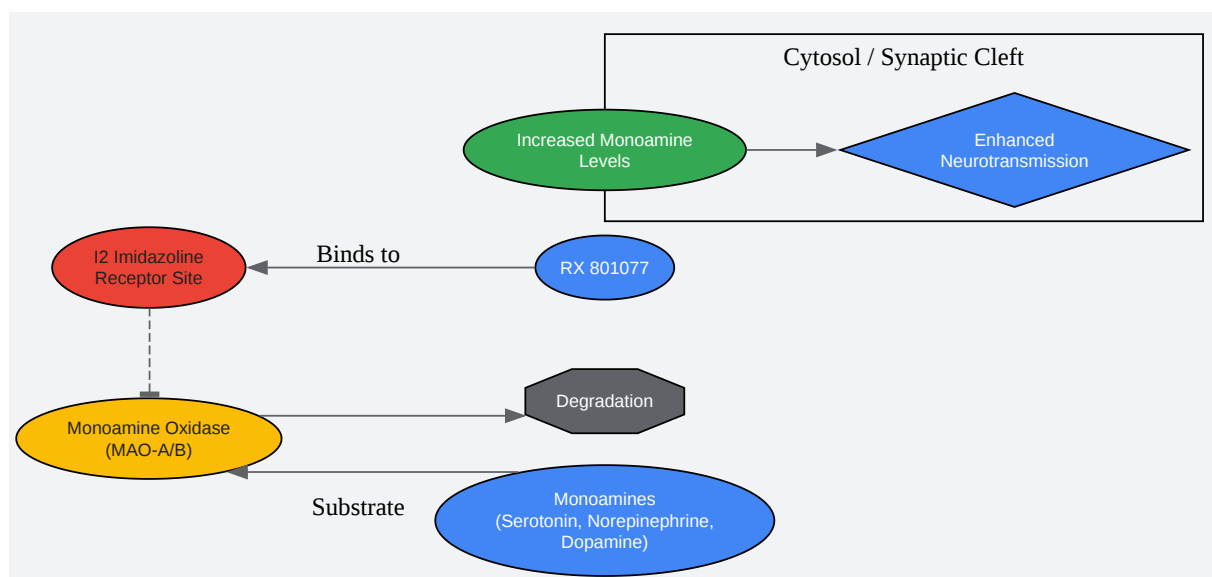 Cytosol / Synaptic Cleft
Increased Monoamine
Levels
Enhanced
Neurotransmission
I2 Imidazoline
Receptor Site
Binds to
RX 801077
Degradation
Monoamine Oxidase
(MAO-A/B)
Substrate
Monoamines
(Serotonin, Norepinephrine,
Dopamine)